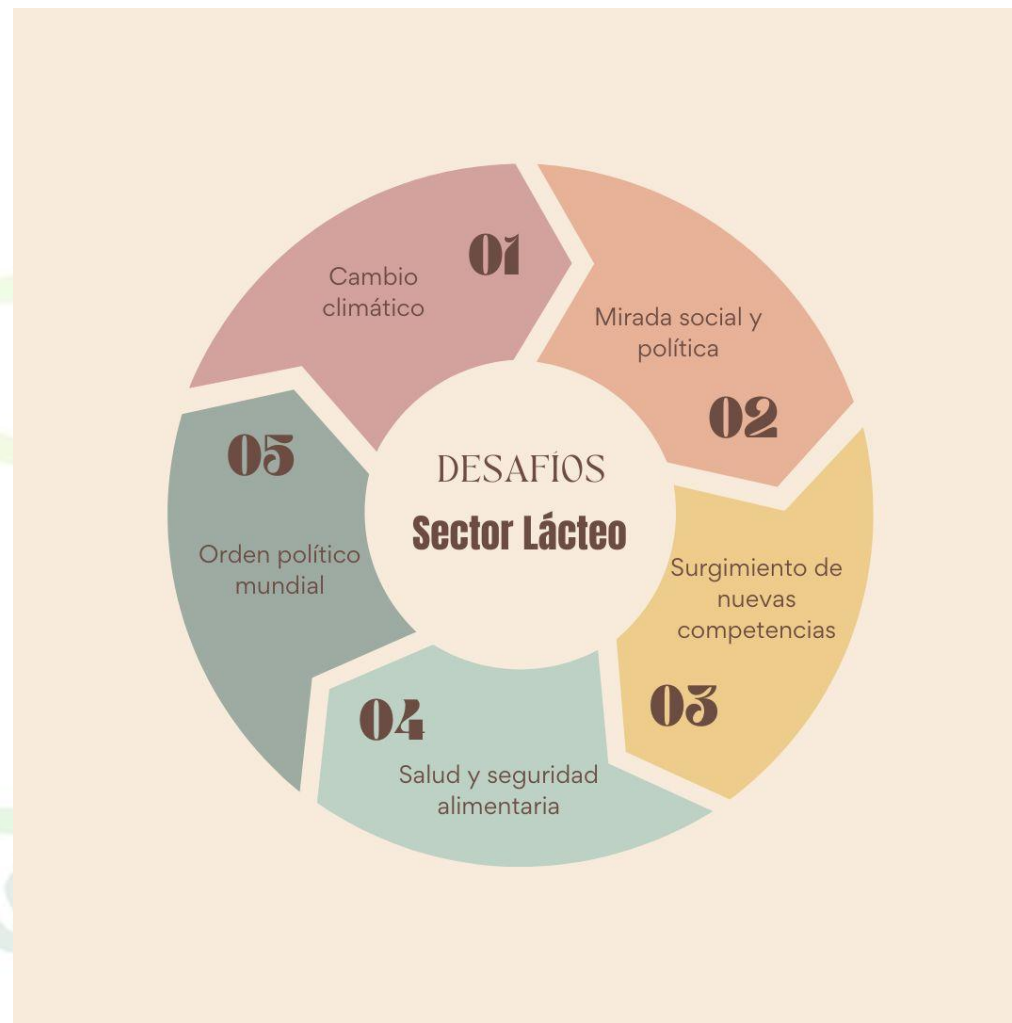 DESAFÍOS
Sector Lácteo
01
Cambio
climático
Mirada social y
política
02
Surgimiento de
nuevas
competencias
03
04
Salud y seguridad
alimentaria
05
Orden político
mundial